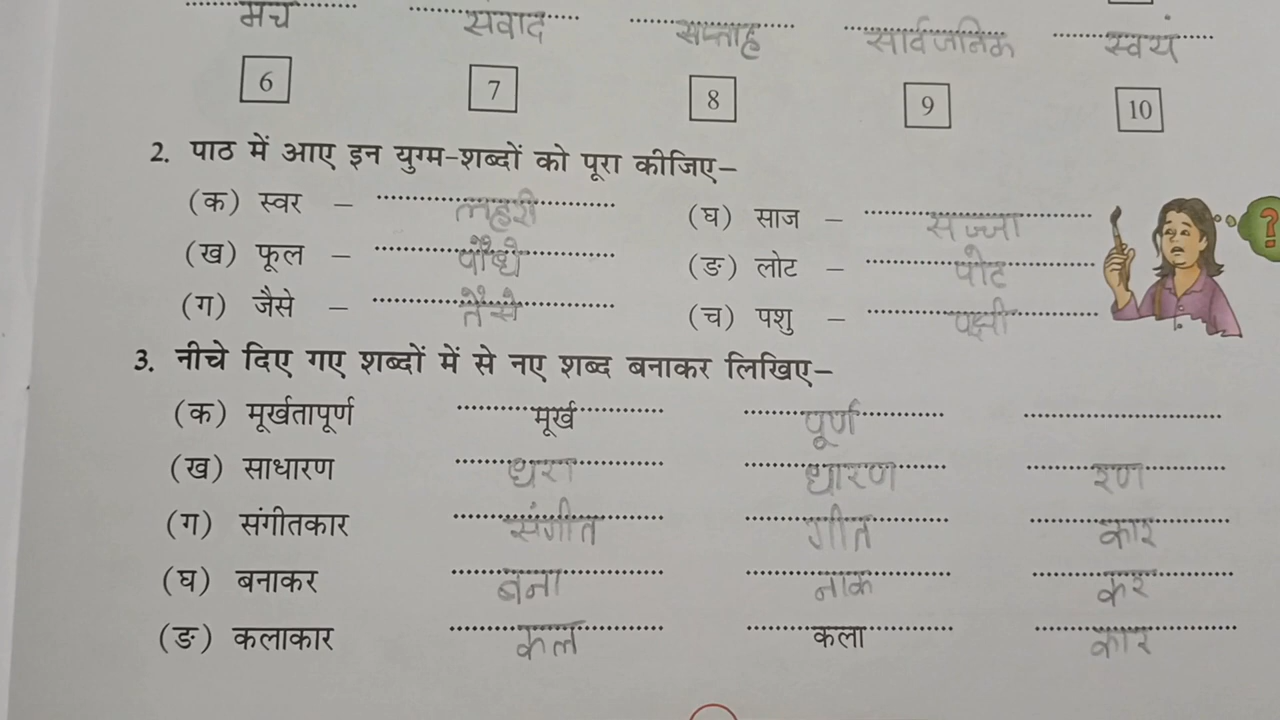 मंच संवाद सप्ताह सार्वजनिक स्वयं
6 7 8 9 10
2. पाठ में आए इन युग्म-शब्दों को पूरा कीजिए–
(क) स्वर – लहरी (घ) साज – सज्जा
(ख) फूल – पौधे (ङ) लोट – पोट
(ग) जैसे – तैसे (च) पशु – पक्षी
?
3. नीचे दिए गए शब्दों में से नए शब्द बनाकर लिखिए–
(क) मूर्खतापूर्ण मूर्ख पूर्ण
(ख) साधारण धरा धारण रण
(ग) संगीतकार संगीत गीत कार
(घ) बनाकर बना नाक कर
(ङ) कलाकार कल कला कार